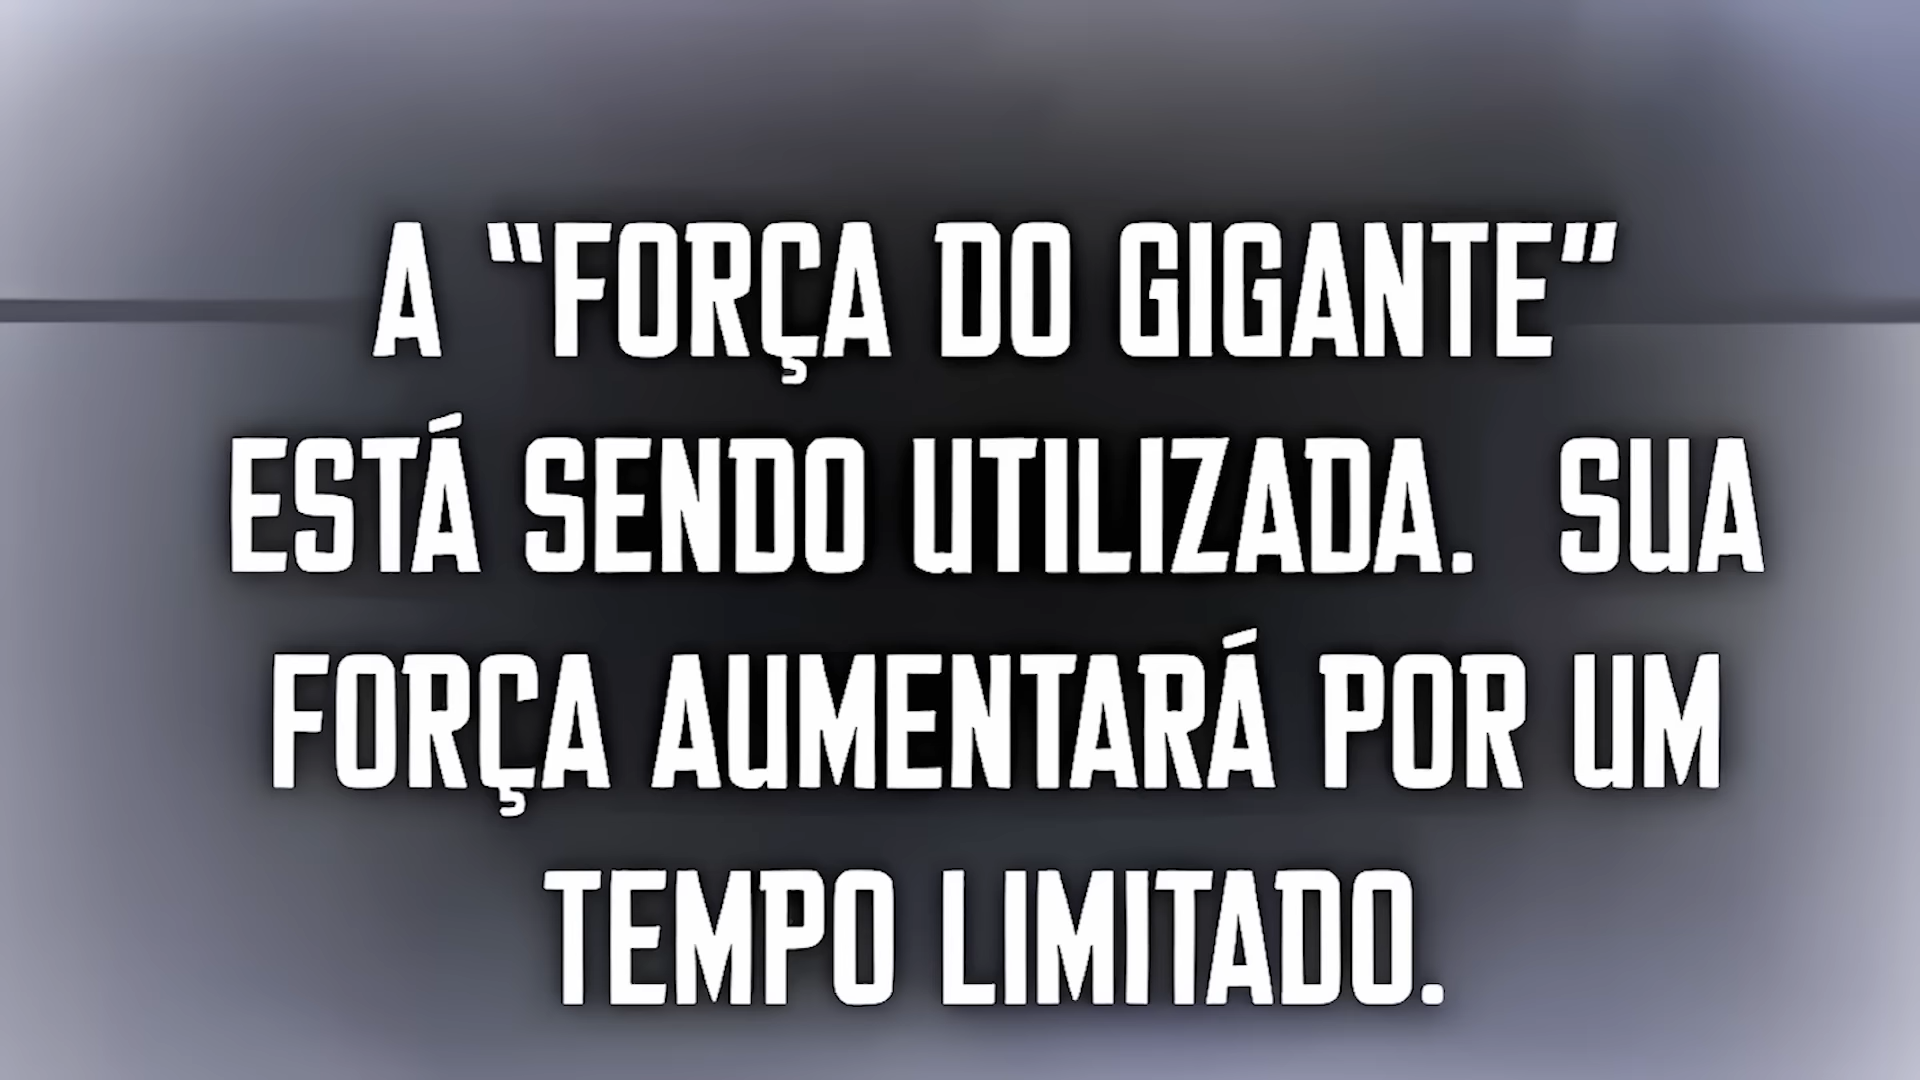 A “FORÇA DO GIGANTE”
ESTÁ SENDO UTILIZADA.  SUA
FORÇA AUMENTARÁ POR UM
TEMPO LIMITADO.